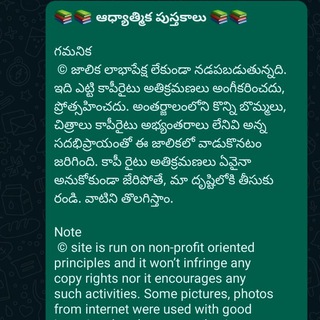 📚📚 ఆధ్యాత్మిక పుస్తకాలు 📚📚
గమనిక
© జాలిక లాభాపేక్ష లేకుండా నడపబడుతున్నది.
ఇది ఎట్టి కాపీరైటు అతిక్రమణలు అంగీకరించదు,
ప్రోత్సహించదు. అంతర్జాలంలోని కొన్ని బొమ్మలు,
చిత్రాలు కాపీరైటు అభ్యంతరాలు లేనివి అన్న
సదభిప్రాయంతో ఈ జాలికలో వాడుకొనటం
జరిగింది. కాపీ రైటు అతిక్రమణలు ఏవైనా
అనుకోకుండా జేరిపోతే, మా దృష్టిలోకి తీసుకు
రండి. వాటిని తొలగిస్తాం.
Note
© site is run on non-profit oriented
principles and it won't infringe any
copy rights nor it encourages any
such activities. Some pictures, photos
from internet were used with good